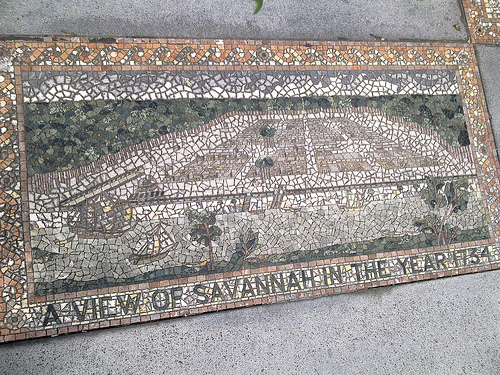 A VIEW OF SAVANNAH IN THE YEAR 1734